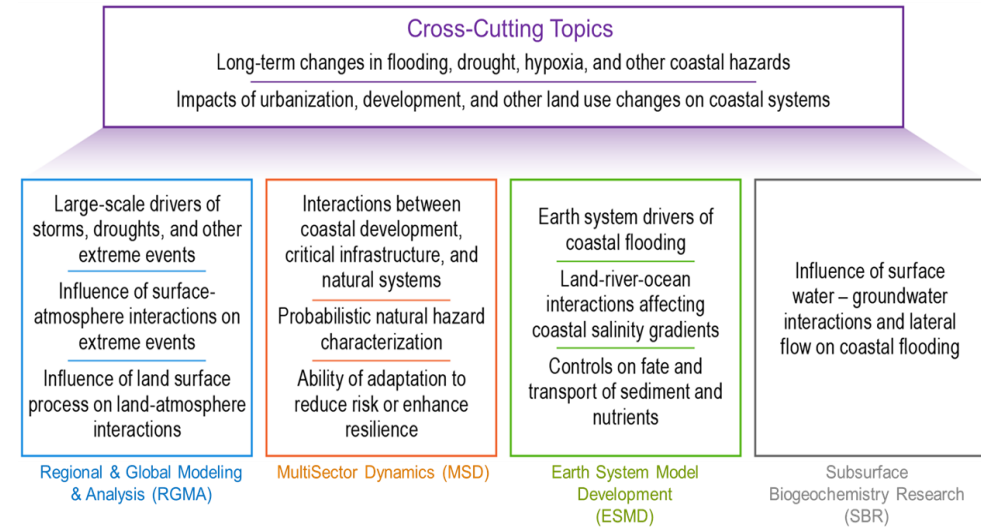 Cross-Cutting Topics
Long-term changes in flooding, drought, hypoxia, and other coastal hazards
Impacts of urbanization, development, and other land use changes on coastal systems
Large-scale drivers of
storms, droughts, and other
extreme events
Influence of surface-
atmosphere interactions on
extreme events
Influence of land surface
process on land-atmosphere
interactions
Regional & Global Modeling
& Analysis (RGMA)
Interactions between
coastal development,
critical infrastructure, and
natural systems
Probabilistic natural hazard
characterization
Ability of adaptation to
reduce risk or enhance
resilience
MultiSector Dynamics (MSD)
Earth system drivers of
coastal flooding
Land-river-ocean
interactions affecting
coastal salinity gradients
Controls on fate and
transport of sediment and
nutrients
Earth System Model
Development
(ESMD)
Influence of surface
water – groundwater
interactions and lateral
flow on coastal flooding
Subsurface
Biogeochemistry Research
(SBR)